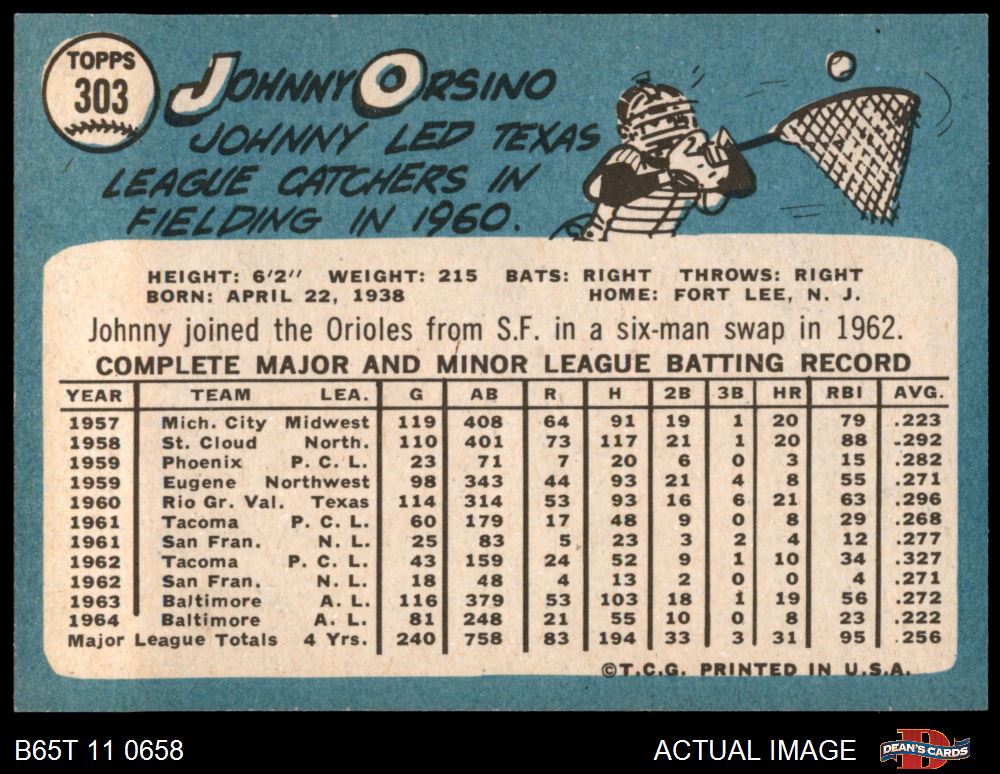 TOPPS
303
JOHNNY ORSINO
JOHNNY LED TEXAS
LEAGUE CATCHERS IN
FIELDING IN 1960.
HEIGHT: 6'2" WEIGHT: 215 BATS: RIGHT THROWS: RIGHT
BORN: APRIL 22, 1938 HOME: FORT LEE, N. J.
Johnny joined the Orioles from S.F. in a six-man swap in 1962.
COMPLETE MAJOR AND MINOR LEAGUE BATTING RECORD
YEAR TEAM LEA. G AB R H 2B 3B HR RBI AVG.
1957 Mich. City Midwest 119 408 64 91 19 1 20 79 .223
1958 St. Cloud North. 110 401 73 117 21 1 20 88 .292
1959 Phoenix P. C. L. 23 71 7 20 6 0 3 15 .282
1959 Eugene Northwest 98 343 44 93 21 4 8 55 .271
1960 Rio Gr. Val. Texas 114 314 53 93 16 6 21 63 .296
1961 Tacoma P. C. L. 60 179 17 48 9 0 8 29 .268
1961 San Fran. N. L. 25 83 5 23 3 2 4 12 .277
1962 Tacoma P. C. L. 43 159 24 52 9 1 10 34 .327
1962 San Fran. N. L. 18 48 4 13 2 0 0 4 .271
1963 Baltimore A. L. 116 379 53 103 18 1 19 56 .272
1964 Baltimore A. L. 81 248 21 55 10 0 8 23 .222
Major League Totals 4 Yrs. 240 758 83 194 33 3 31 95 .256
©T.C.G. PRINTED IN U.S.A.
B65T 11 0658 ACTUAL IMAGE DEAN'S CARDS